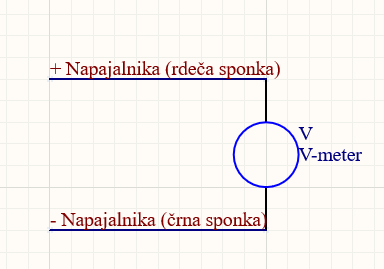 + Napajalnika (rdeča sponka)
V
V-meter
- Napajalnika (črna sponka)